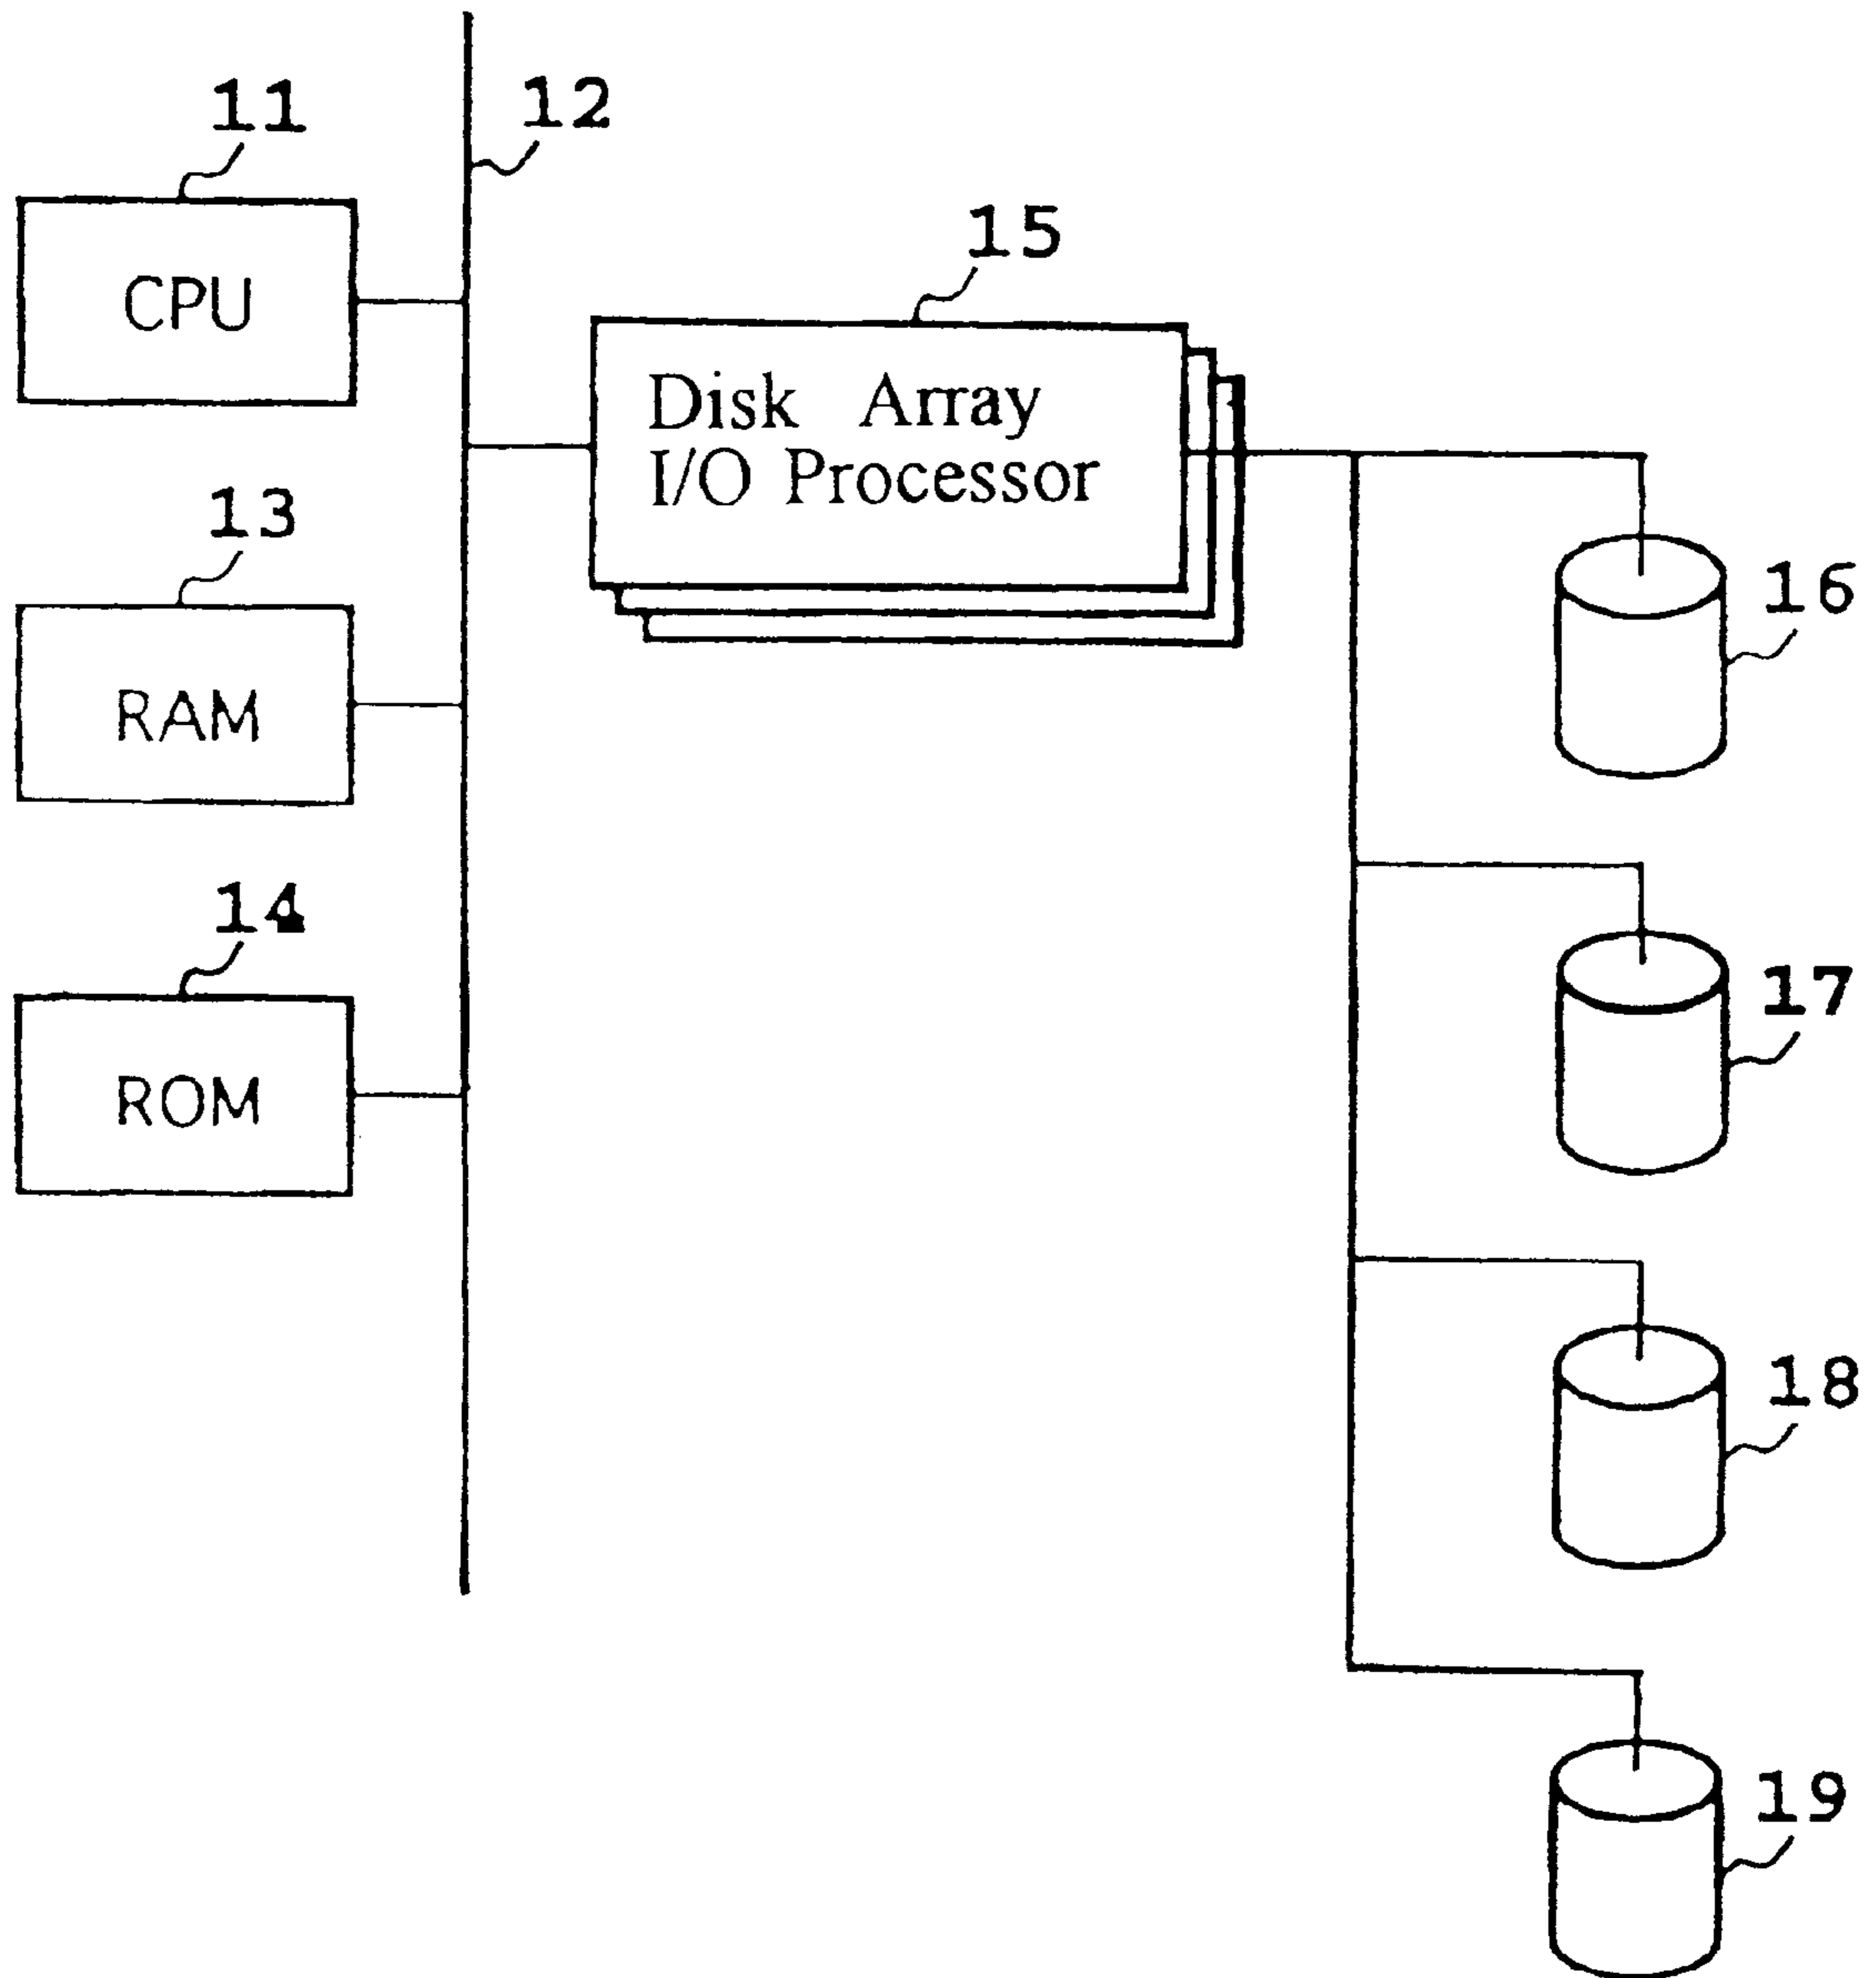 11
12
CPU
15
Disk Array
I/O Processor
13
RAM
16
14
ROM
17
18
19